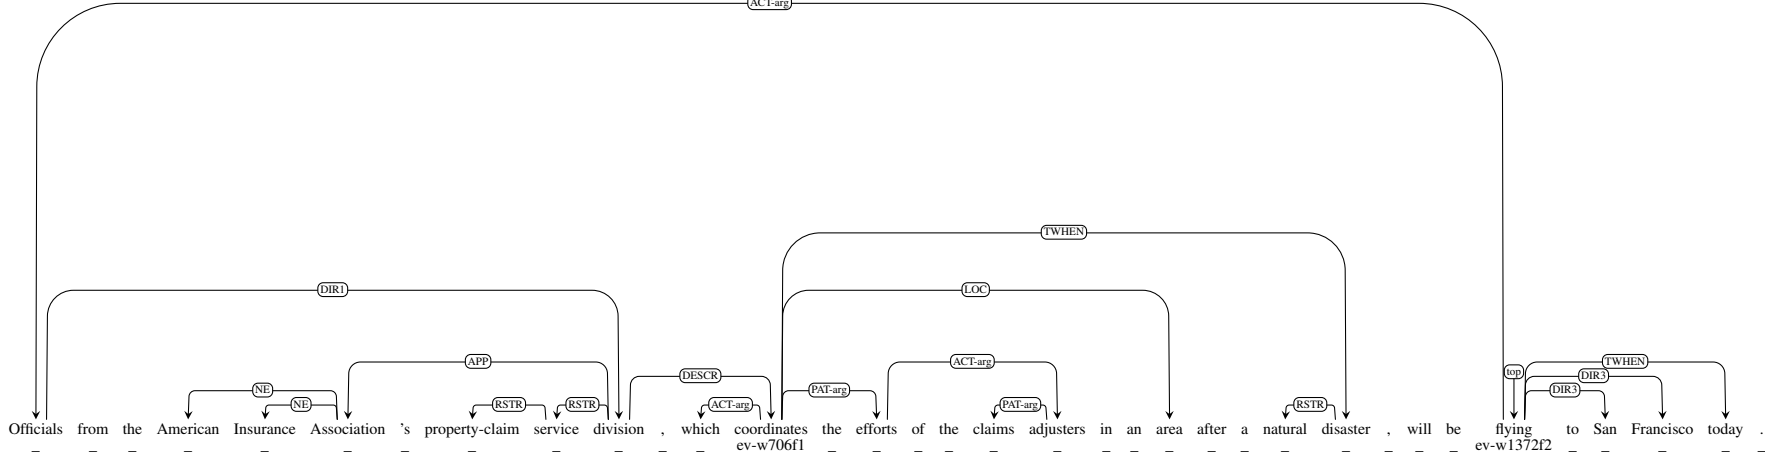 ACT-arg
TWHEN
DIR1
LOC
APP
ACT-arg
TWHEN
top
DESCR
DIR3
NE
PAT-arg
DIR3
NE
RSTR
RSTR
ACT-arg
PAT-arg
RSTR
Officials from the American Insurance Association 's property-claim service division , which coordinates the efforts of the claims adjusters in an area after a natural disaster , will be flying to San Francisco today .
_ _ _ _ _ _ _ _ _ _ _ _ ev-w706f1 _ _ _ _ _ _ _ _ _ _ _ _ _ _ _ _ ev-w1372f2 _ _ _ _ _